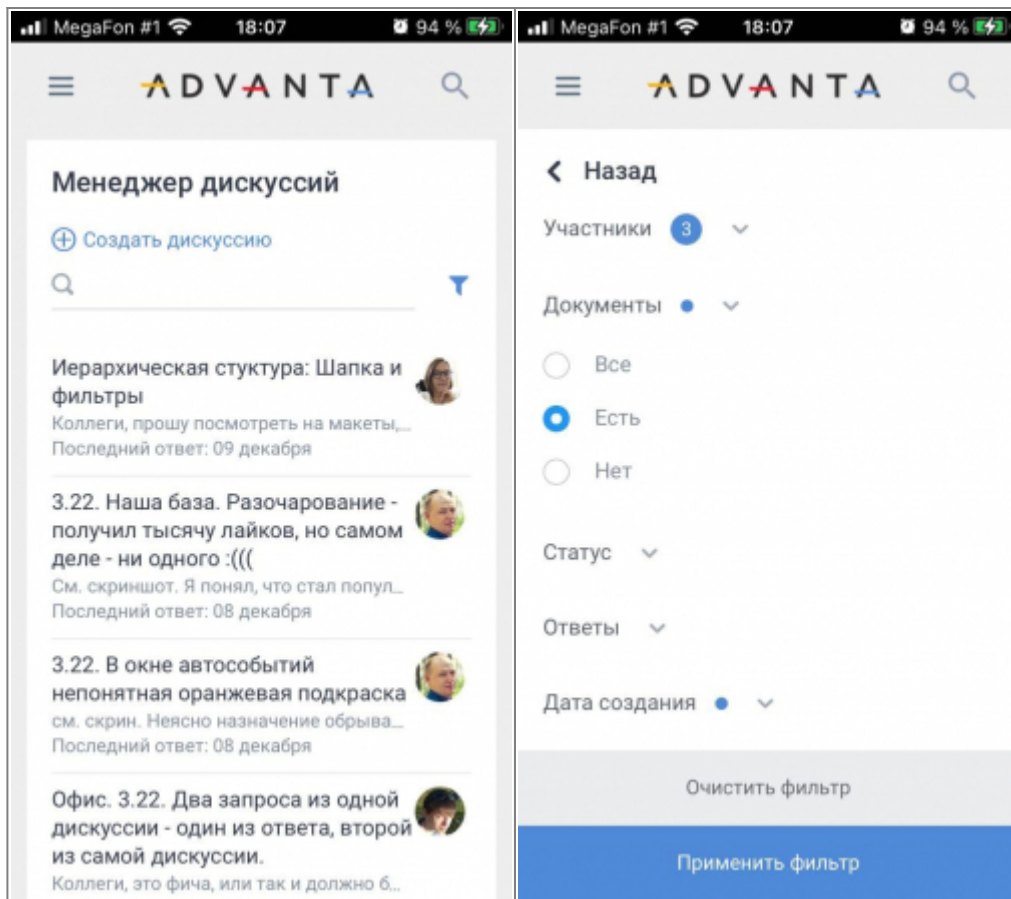 MegaFon #1 18:07 94 %
ADVANTA
Менеджер дискуссий
Создать дискуссию
Иерархическая стуктура: Шапка и
фильтры
Коллеги, прошу посмотреть на макеты,...
Последний ответ: 09 декабря
3.22. Наша база. Разочарование -
получил тысячу лайков, но самом
деле - ни одного :(((
См. скриншот. Я понял, что стал попул...
Последний ответ: 08 декабря
3.22. В окне автособытий
непонятная оранжевая подкраска
см. скрин. Неясно назначение обрыва...
Последний ответ: 08 декабря
Офис. 3.22. Два запроса из одной
дискуссии - один из ответа, второй
из самой дискуссии.
Коллеги, это фича, или так и должно б...
MegaFon #1 18:07 94 %
ADVANTA
Назад
Участники 3
Документы
Все
Есть
Нет
Статус
Ответы
Дата создания
Очистить фильтр
Применить фильтр